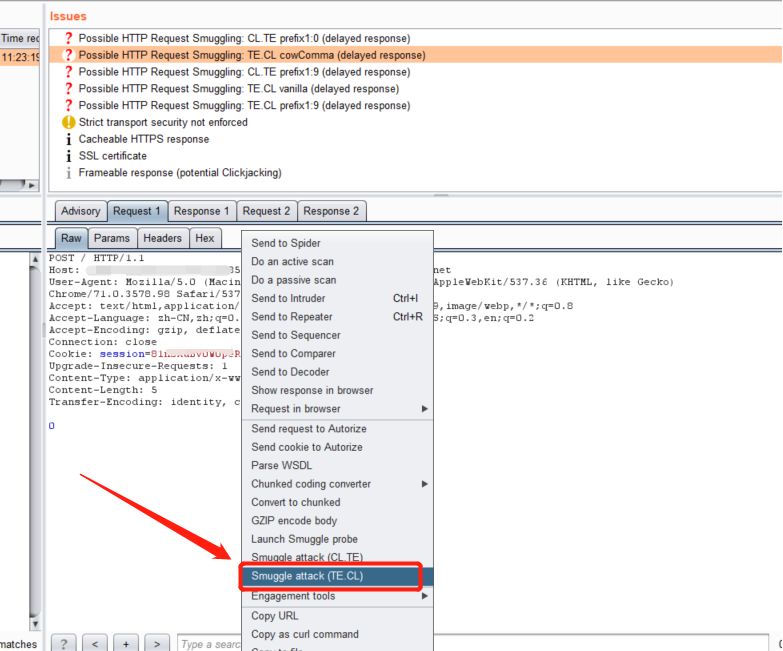 Issues
Time rec
11:23:19
? Possible HTTP Request Smuggling: CL.TE prefix1:0 (delayed response)
? Possible HTTP Request Smuggling: TE.CL cowComma (delayed response)
? Possible HTTP Request Smuggling: CL.TE prefix1:9 (delayed response)
? Possible HTTP Request Smuggling: TE.CL vanilla (delayed response)
? Possible HTTP Request Smuggling: TE.CL prefix1:9 (delayed response)
! Strict transport security not enforced
i Cacheable HTTPS response
i SSL certificate
i Frameable response (potential Clickjacking)
Advisory Request 1 Response 1 Request 2 Response 2
Raw Params Headers Hex
POST / HTTP/1.1
Host: net
User-Agent: Mozilla/5.0 (Macin AppleWebKit/537.36 (KHTML, like Gecko)
Chrome/71.0.3578.98 Safari/537
Accept: text/html,application/ 9,image/webp,*/*;q=0.8
Accept-Language: zh-CN,zh;q=0. S;q=0.3,en;q=0.2
Accept-Encoding: gzip, deflate
Connection: close
Cookie: session=
Upgrade-Insecure-Requests: 1
Content-Type: application/x-ww
Content-Length: 5
Transfer-Encoding: identity, c
0
Send to Spider
Do an active scan
Do a passive scan
Send to Intruder Ctrl+I
Send to Repeater Ctrl+R
Send to Sequencer
Send to Comparer
Send to Decoder
Show response in browser
Request in browser
Send request to Autorize
Send cookie to Autorize
Parse WSDL
Chunked coding converter
Convert to chunked
GZIP encode body
Launch Smuggle probe
Smuggle attack (CL.TE)
Smuggle attack (TE.CL)
Engagement tools
Copy URL
Copy as curl command
Copy to file
matches ? < + > Type a searc